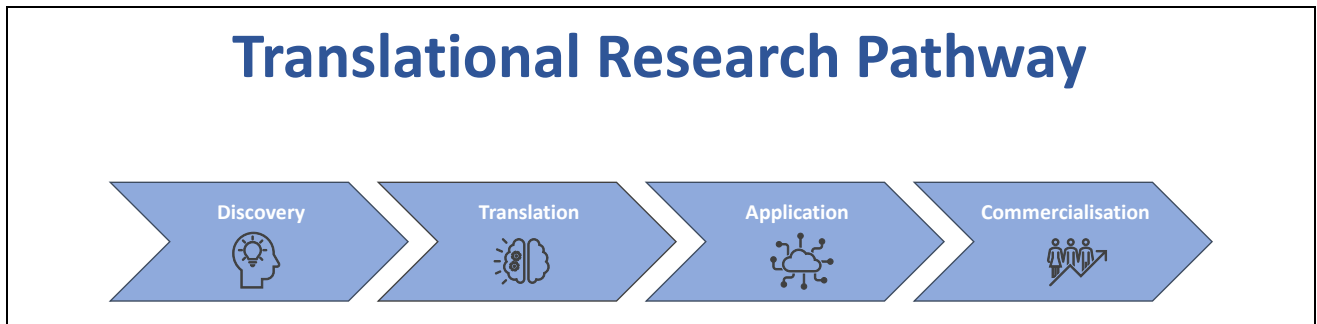 Translational Research Pathway
Discovery
Translation
Application
Commercialisation